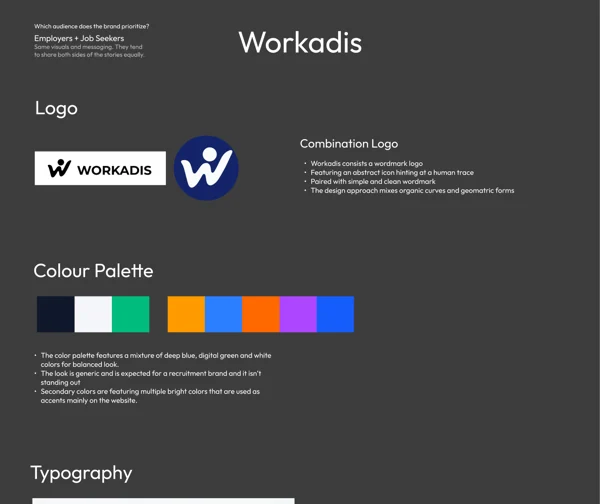 Which audience does the brand prioritize?
Employers + Job Seekers
Same visuals and messaging. They tend
to share both sides of the stories equally.
Workadis
Logo
WORKADIS
Combination Logo
• Workadis consists a wordmark logo
• Featuring an abstract icon hinting at a human trace
• Paired with simple and clean wordmark
• The design approach mixes organic curves and geomatric forms
Colour Palette
• The color palette features a mixture of deep blue, digital green and white
colors for balanced look.
• The look is generic and is expected for a recruitment brand and it isn't
standing out
• Secondary colors are featuring multiple bright colors that are used as
accents mainly on the website.
Typography